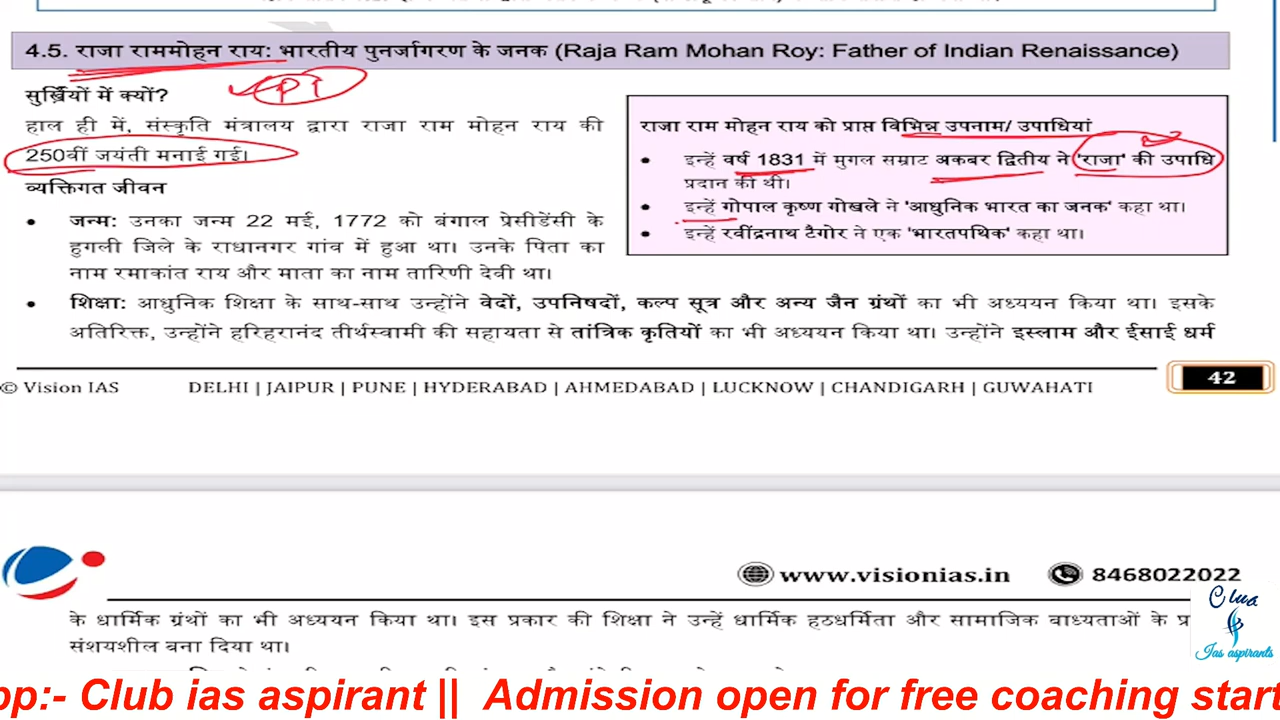 4.5. राजा राममोहन राय: भारतीय पुनर्जागरण के जनक (Raja Ram Mohan Roy: Father of Indian Renaissance)
सुर्ख़ियों में क्यों?
हाल ही में, संस्कृति मंत्रालय द्वारा राजा राम मोहन राय की
250वीं जयंती मनाई गई।
व्यक्तिगत जीवन
• जन्म: उनका जन्म 22 मई, 1772 को बंगाल प्रेसीडेंसी के
हुगली जिले के राधानगर गांव में हुआ था। उनके पिता का
नाम रमाकांत राय और माता का नाम तारिणी देवी था।
राजा राम मोहन राय को प्राप्त विभिन्न उपनाम/ उपाधियां
• इन्हें वर्ष 1831 में मुगल सम्राट अकबर द्वितीय ने 'राजा' की उपाधि
प्रदान की थी।
• इन्हें गोपाल कृष्ण गोखले ने 'आधुनिक भारत का जनक' कहा था।
• इन्हें रवींद्रनाथ टैगोर ने एक 'भारतपथिक' कहा था।
• शिक्षा: आधुनिक शिक्षा के साथ-साथ उन्होंने वेदों, उपनिषदों, कल्प सूत्र और अन्य जैन ग्रंथों का भी अध्ययन किया था। इसके
अतिरिक्त, उन्होंने हरिहरानंद तीर्थस्वामी की सहायता से तांत्रिक कृतियों का भी अध्ययन किया था। उन्होंने इस्लाम और ईसाई धर्म
© Vision IAS DELHI | JAIPUR | PUNE | HYDERABAD | AHMEDABAD | LUCKNOW | CHANDIGARH | GUWAHATI 42
www.visionias.in 8468022022
के धार्मिक ग्रंथों का भी अध्ययन किया था। इस प्रकार की शिक्षा ने उन्हें धार्मिक हठधर्मिता और सामाजिक बाध्यताओं के
संशयशील बना दिया था।
Club
Ias aspirants
pp:- Club ias aspirant || Admission open for free coaching start